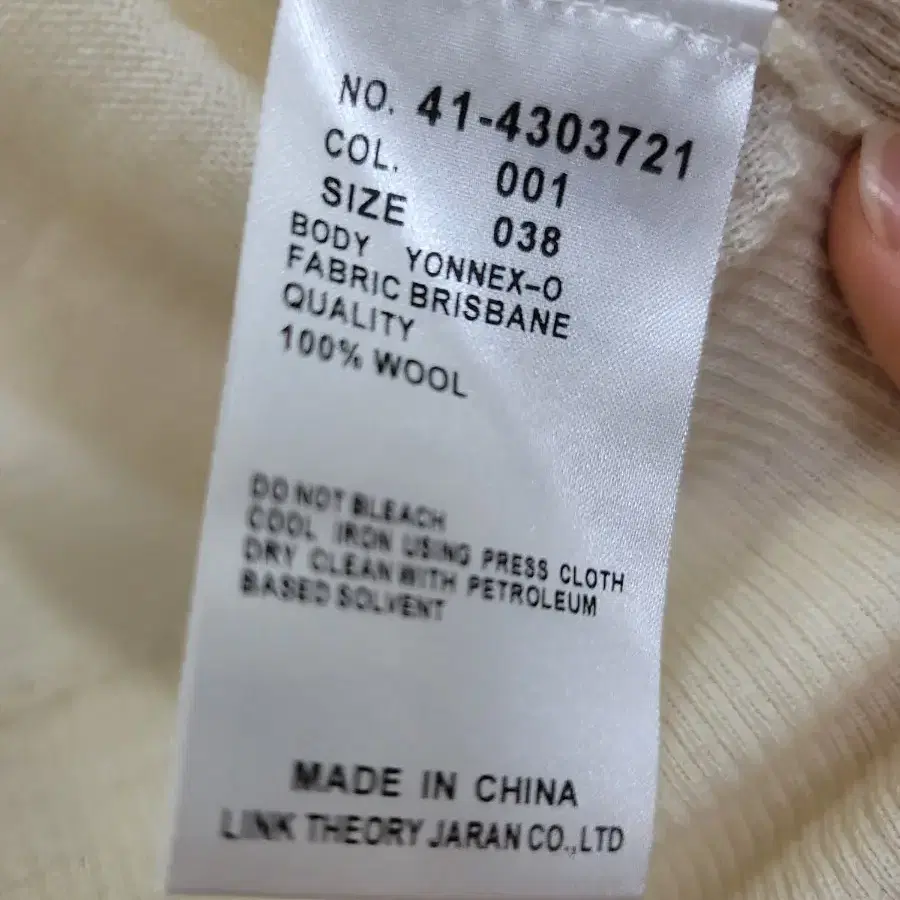 NO. 41-4303721
COL. 001
SIZE 038
BODY YONNEX-O
FABRIC BRISBANE
QUALITY
100% WOOL
DO NOT BLEACH
COOL IRON USING PRESS CLOTH
DRY CLEAN WITH PETROLEUM
BASED SOLVENT
MADE IN CHINA
LINK THEORY JARAN CO.,LTD